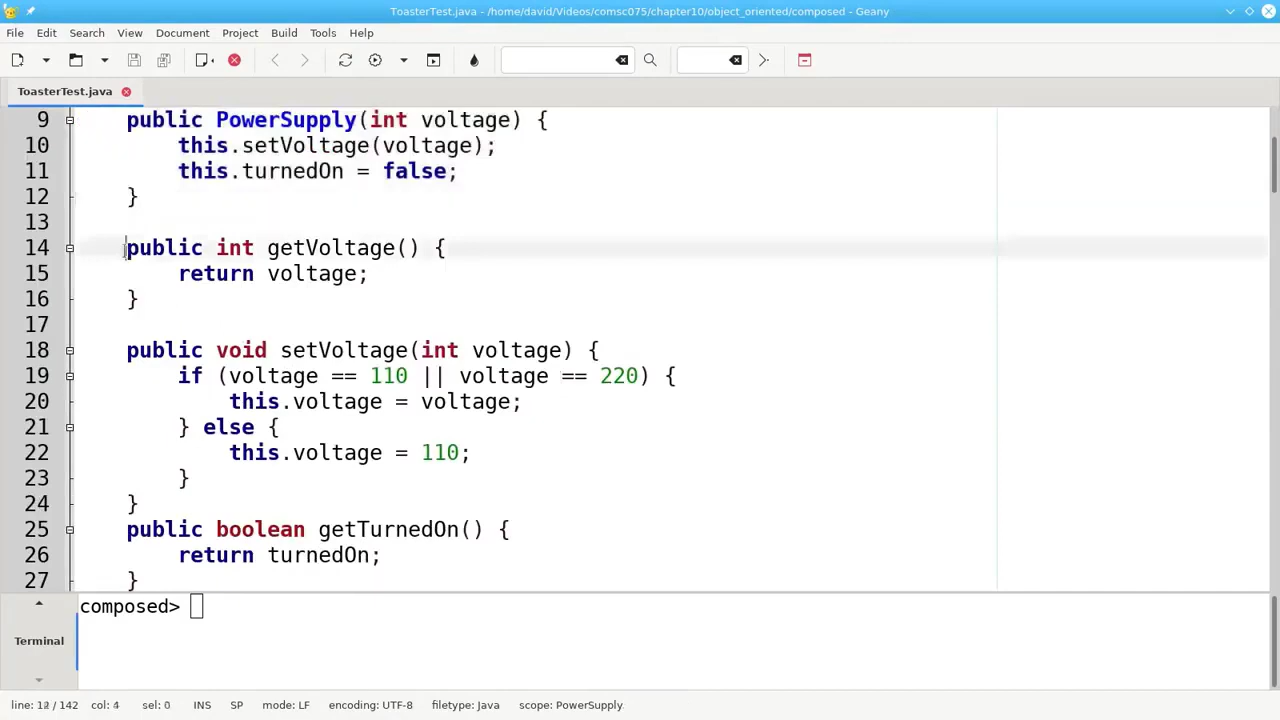 ToasterTest.java - /home/david/Videos/comsc075/chapter10/object_oriented/composed - Geany
File Edit Search View Document Project Build Tools Help
ToasterTest.java
9 public PowerSupply(int voltage) {
10 this.setVoltage(voltage);
11 this.turnedOn = false;
12 }
13
14 public int getVoltage() {
15 return voltage;
16 }
17
18 public void setVoltage(int voltage) {
19 if (voltage == 110 || voltage == 220) {
20 this.voltage = voltage;
21 } else {
22 this.voltage = 110;
23 }
24 }
25 public boolean getTurnedOn() {
26 return turnedOn;
27 }
composed>
Terminal
line: / 142 col: 4 sel: 0 INS SP mode: LF encoding: UTF-8 filetype: Java scope: PowerSupply